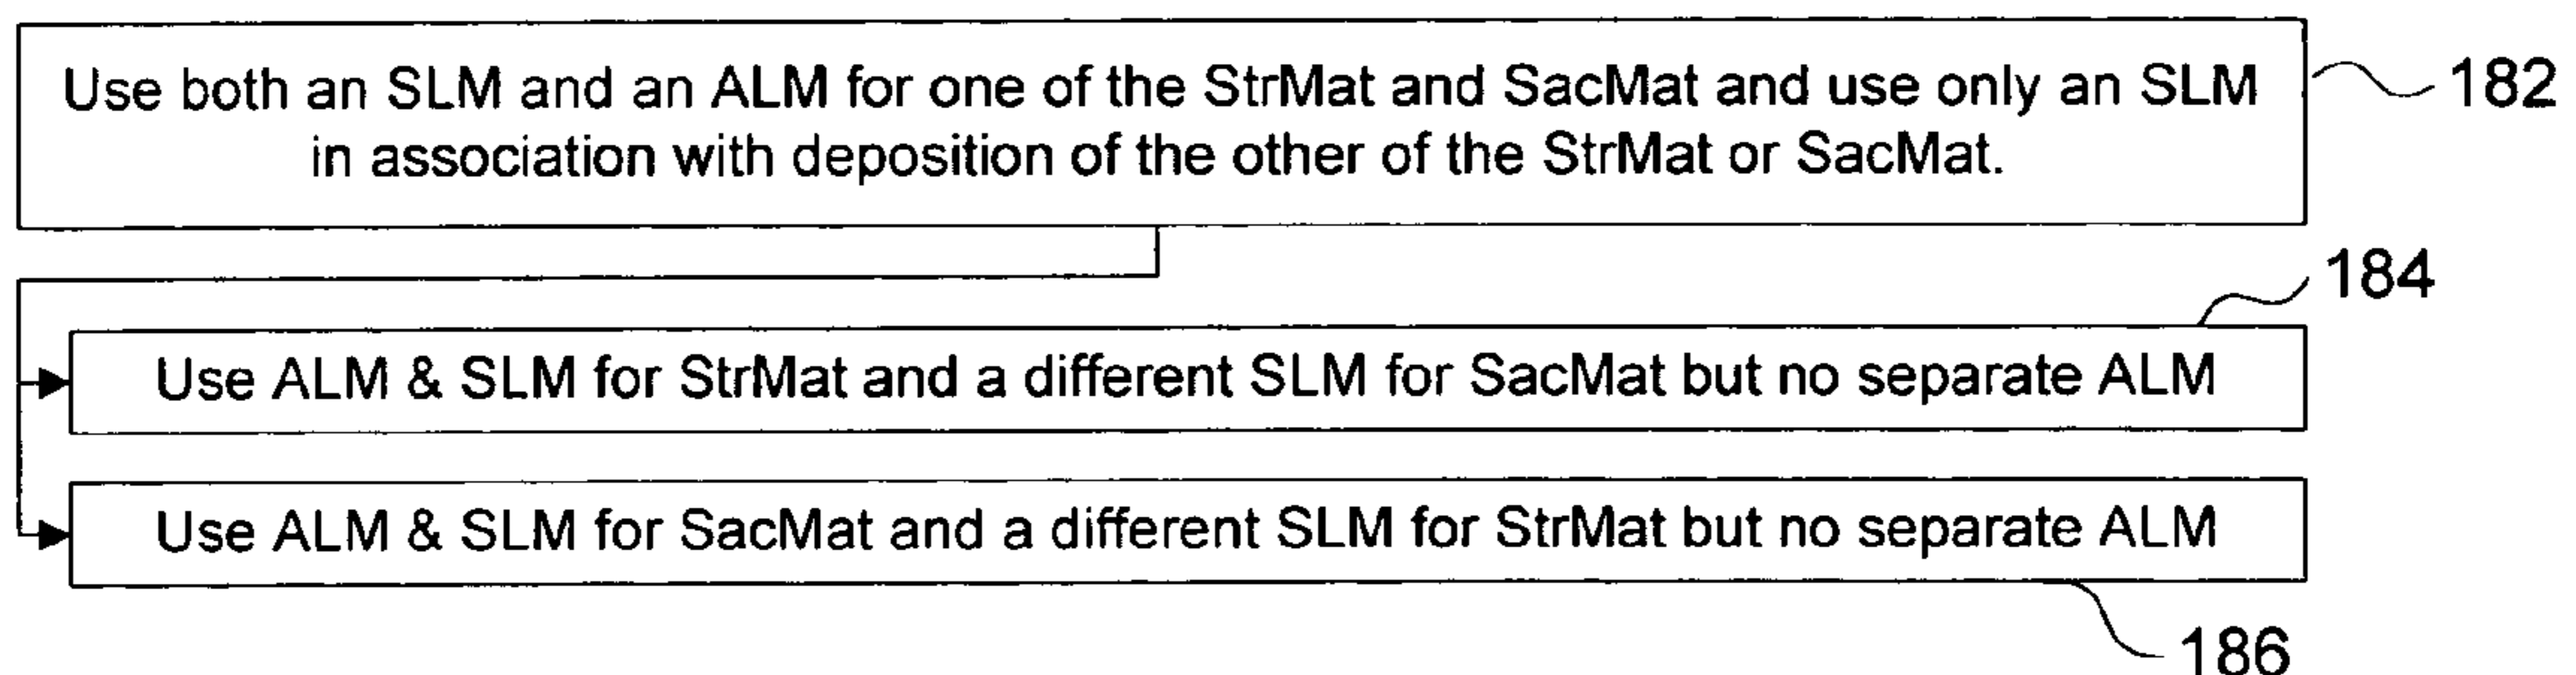 Use both an SLM and an ALM for one of the StrMat and SacMat and use only an SLM
in association with deposition of the other of the StrMat or SacMat.
182
184
Use ALM & SLM for StrMat and a different SLM for SacMat but no separate ALM
Use ALM & SLM for SacMat and a different SLM for StrMat but no separate ALM
186